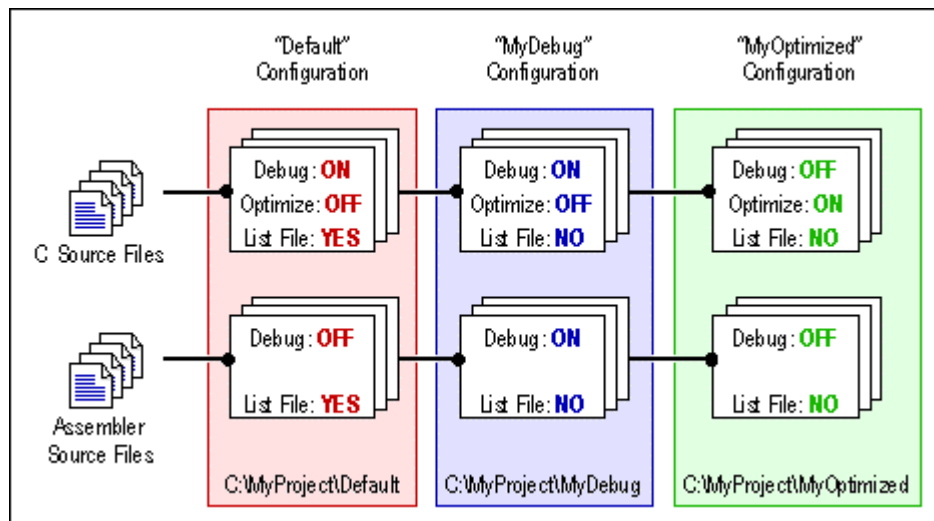 "Default"
Configuration
"MyDebug"
Configuration
"MyOptimized"
Configuration
C Source Files
Debug: ON
Optimize: OFF
List File: YES
Debug: ON
Optimize: OFF
List File: NO
Debug: OFF
Optimize: ON
List File: NO
Assembler
Source Files
Debug: OFF
List File: YES
Debug: ON
List File: NO
Debug: OFF
List File: NO
C:\MyProject\Default
C:\MyProject\MyDebug
C:\MyProject\MyOptimized